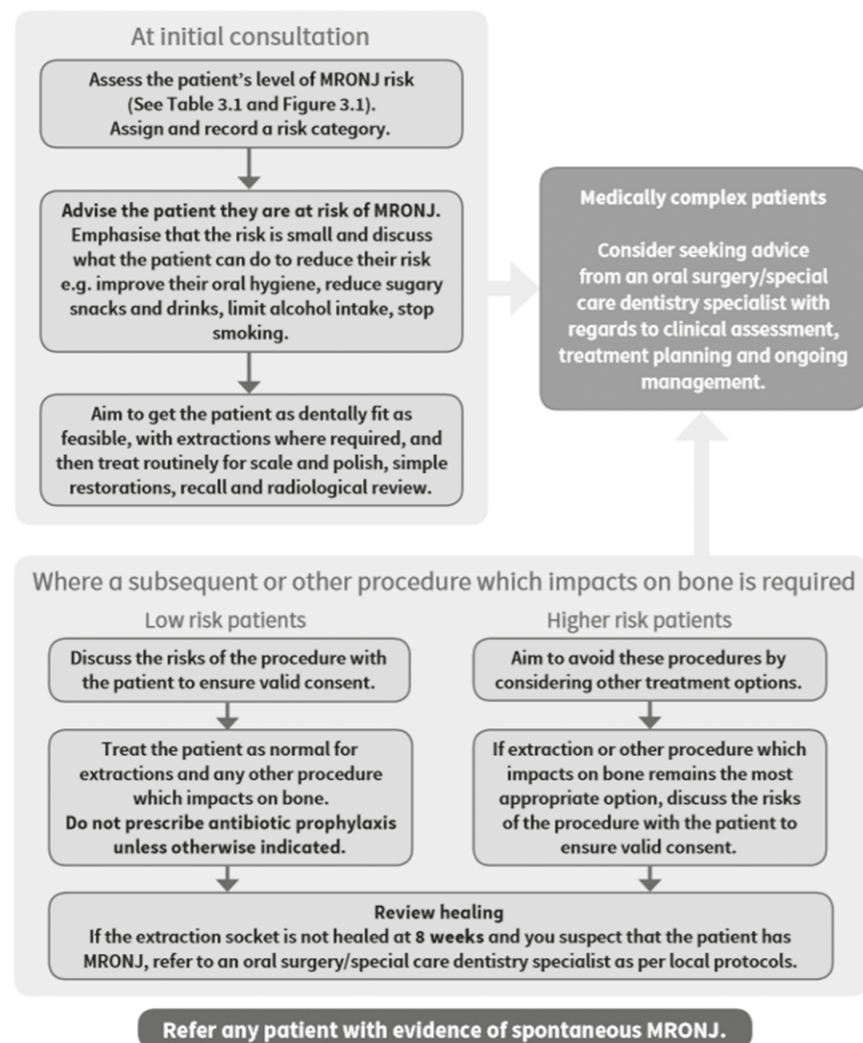 At initial consultation
Assess the patient's level of MRONJ risk
(See Table 3.1 and Figure 3.1).
Assign and record a risk category.
Advise the patient they are at risk of MRONJ.
Emphasise that the risk is small and discuss
what the patient can do to reduce their risk
e.g. improve their oral hygiene, reduce sugary
snacks and drinks, limit alcohol intake, stop
smoking.
Aim to get the patient as dentally fit as
feasible, with extractions where required, and
then treat routinely for scale and polish, simple
restorations, recall and radiological review.
Medically complex patients
Consider seeking advice
from an oral surgery/special
care dentistry specialist with
regards to clinical assessment,
treatment planning and ongoing
management.
Where a subsequent or other procedure which impacts on bone is required
Low risk patients
Discuss the risks of the procedure with
the patient to ensure valid consent.
Treat the patient as normal for
extractions and any other procedure
which impacts on bone.
Do not prescribe antibiotic prophylaxis
unless otherwise indicated.
Higher risk patients
Aim to avoid these procedures by
considering other treatment options.
If extraction or other procedure which
impacts on bone remains the most
appropriate option, discuss the risks
of the procedure with the patient to
ensure valid consent.
Review healing
If the extraction socket is not healed at 8 weeks and you suspect that the patient has
MRONJ, refer to an oral surgery/special care dentistry specialist as per local protocols.
Refer any patient with evidence of spontaneous MRONJ.